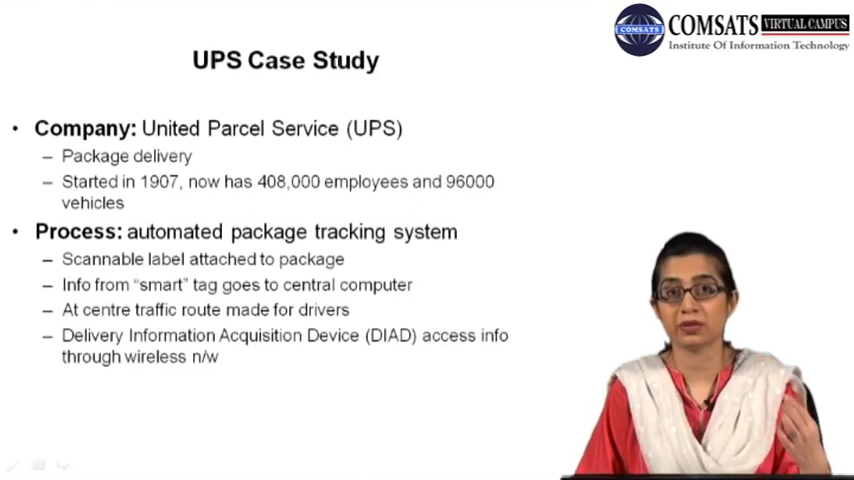 COMSATS VIRTUAL CAMPUS
COMSATS
Institute Of Information Technology
UPS Case Study
• Company: United Parcel Service (UPS)
– Package delivery
– Started in 1907, now has 408,000 employees and 96000
vehicles
• Process: automated package tracking system
– Scannable label attached to package
– Info from “smart” tag goes to central computer
– At centre traffic route made for drivers
– Delivery Information Acquisition Device (DIAD) access info
through wireless n/w